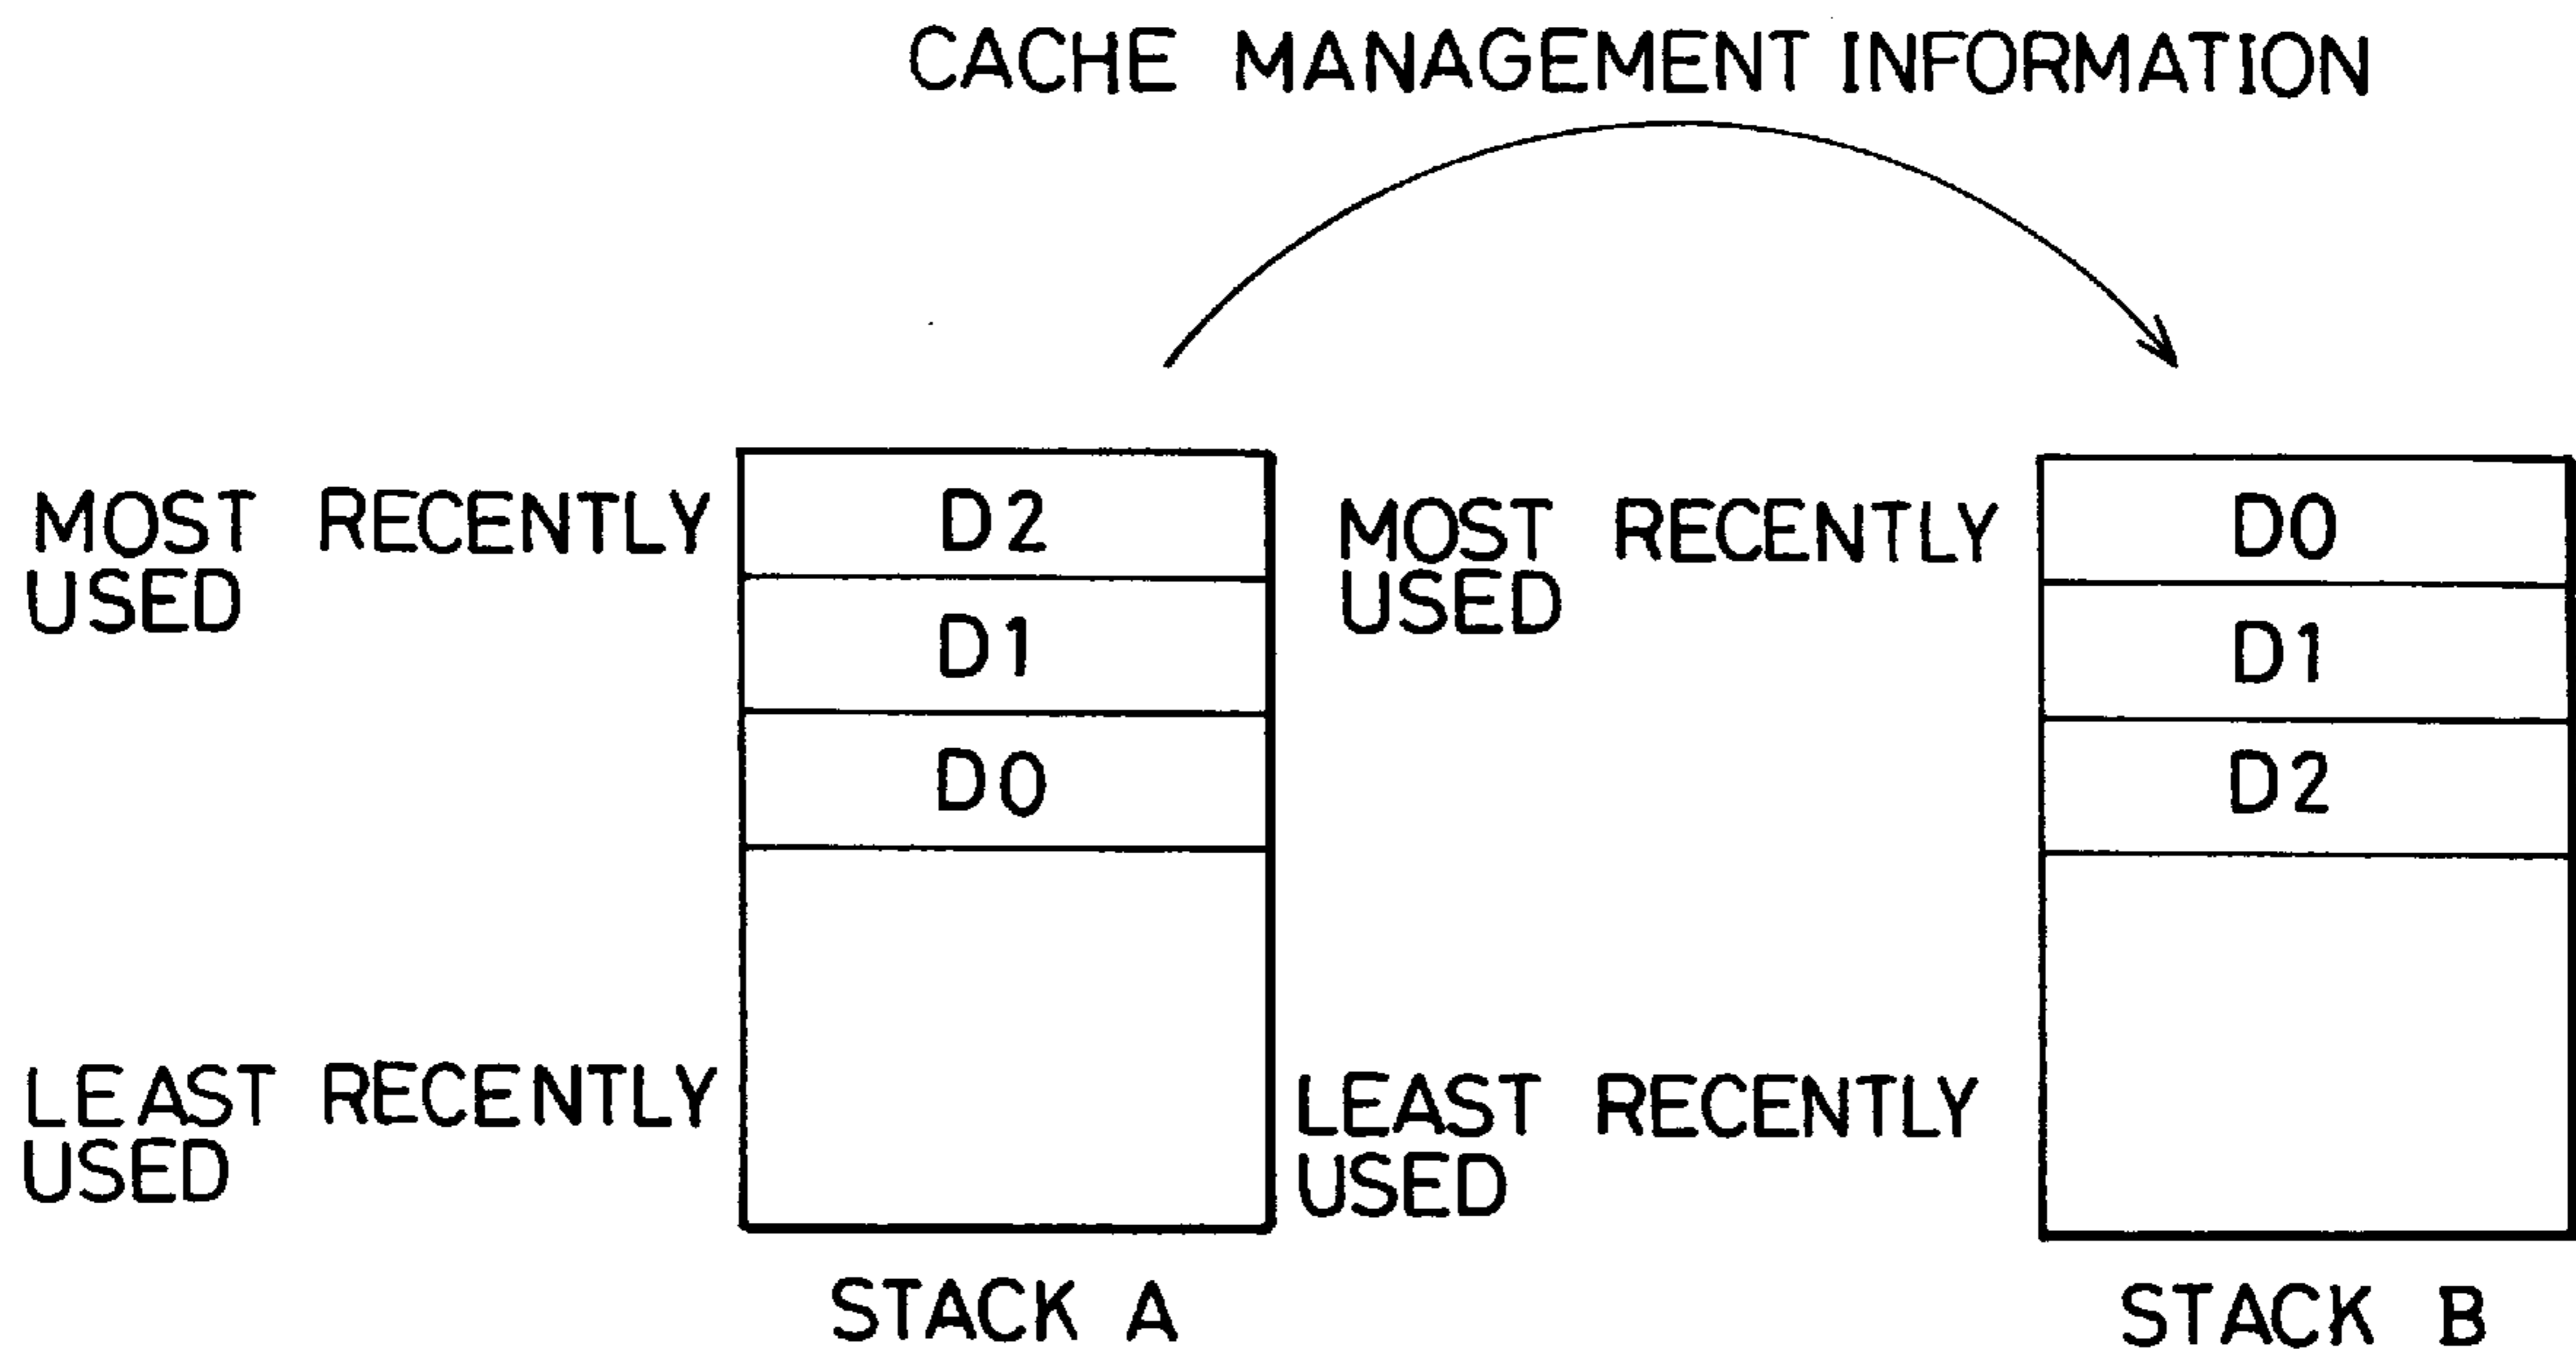 CACHE MANAGEMENT INFORMATION
MOST RECENTLY
USED
D2
D1
D0
LEAST RECENTLY
USED
STACK A
MOST RECENTLY
USED
D0
D1
D2
LEAST RECENTLY
USED
STACK B